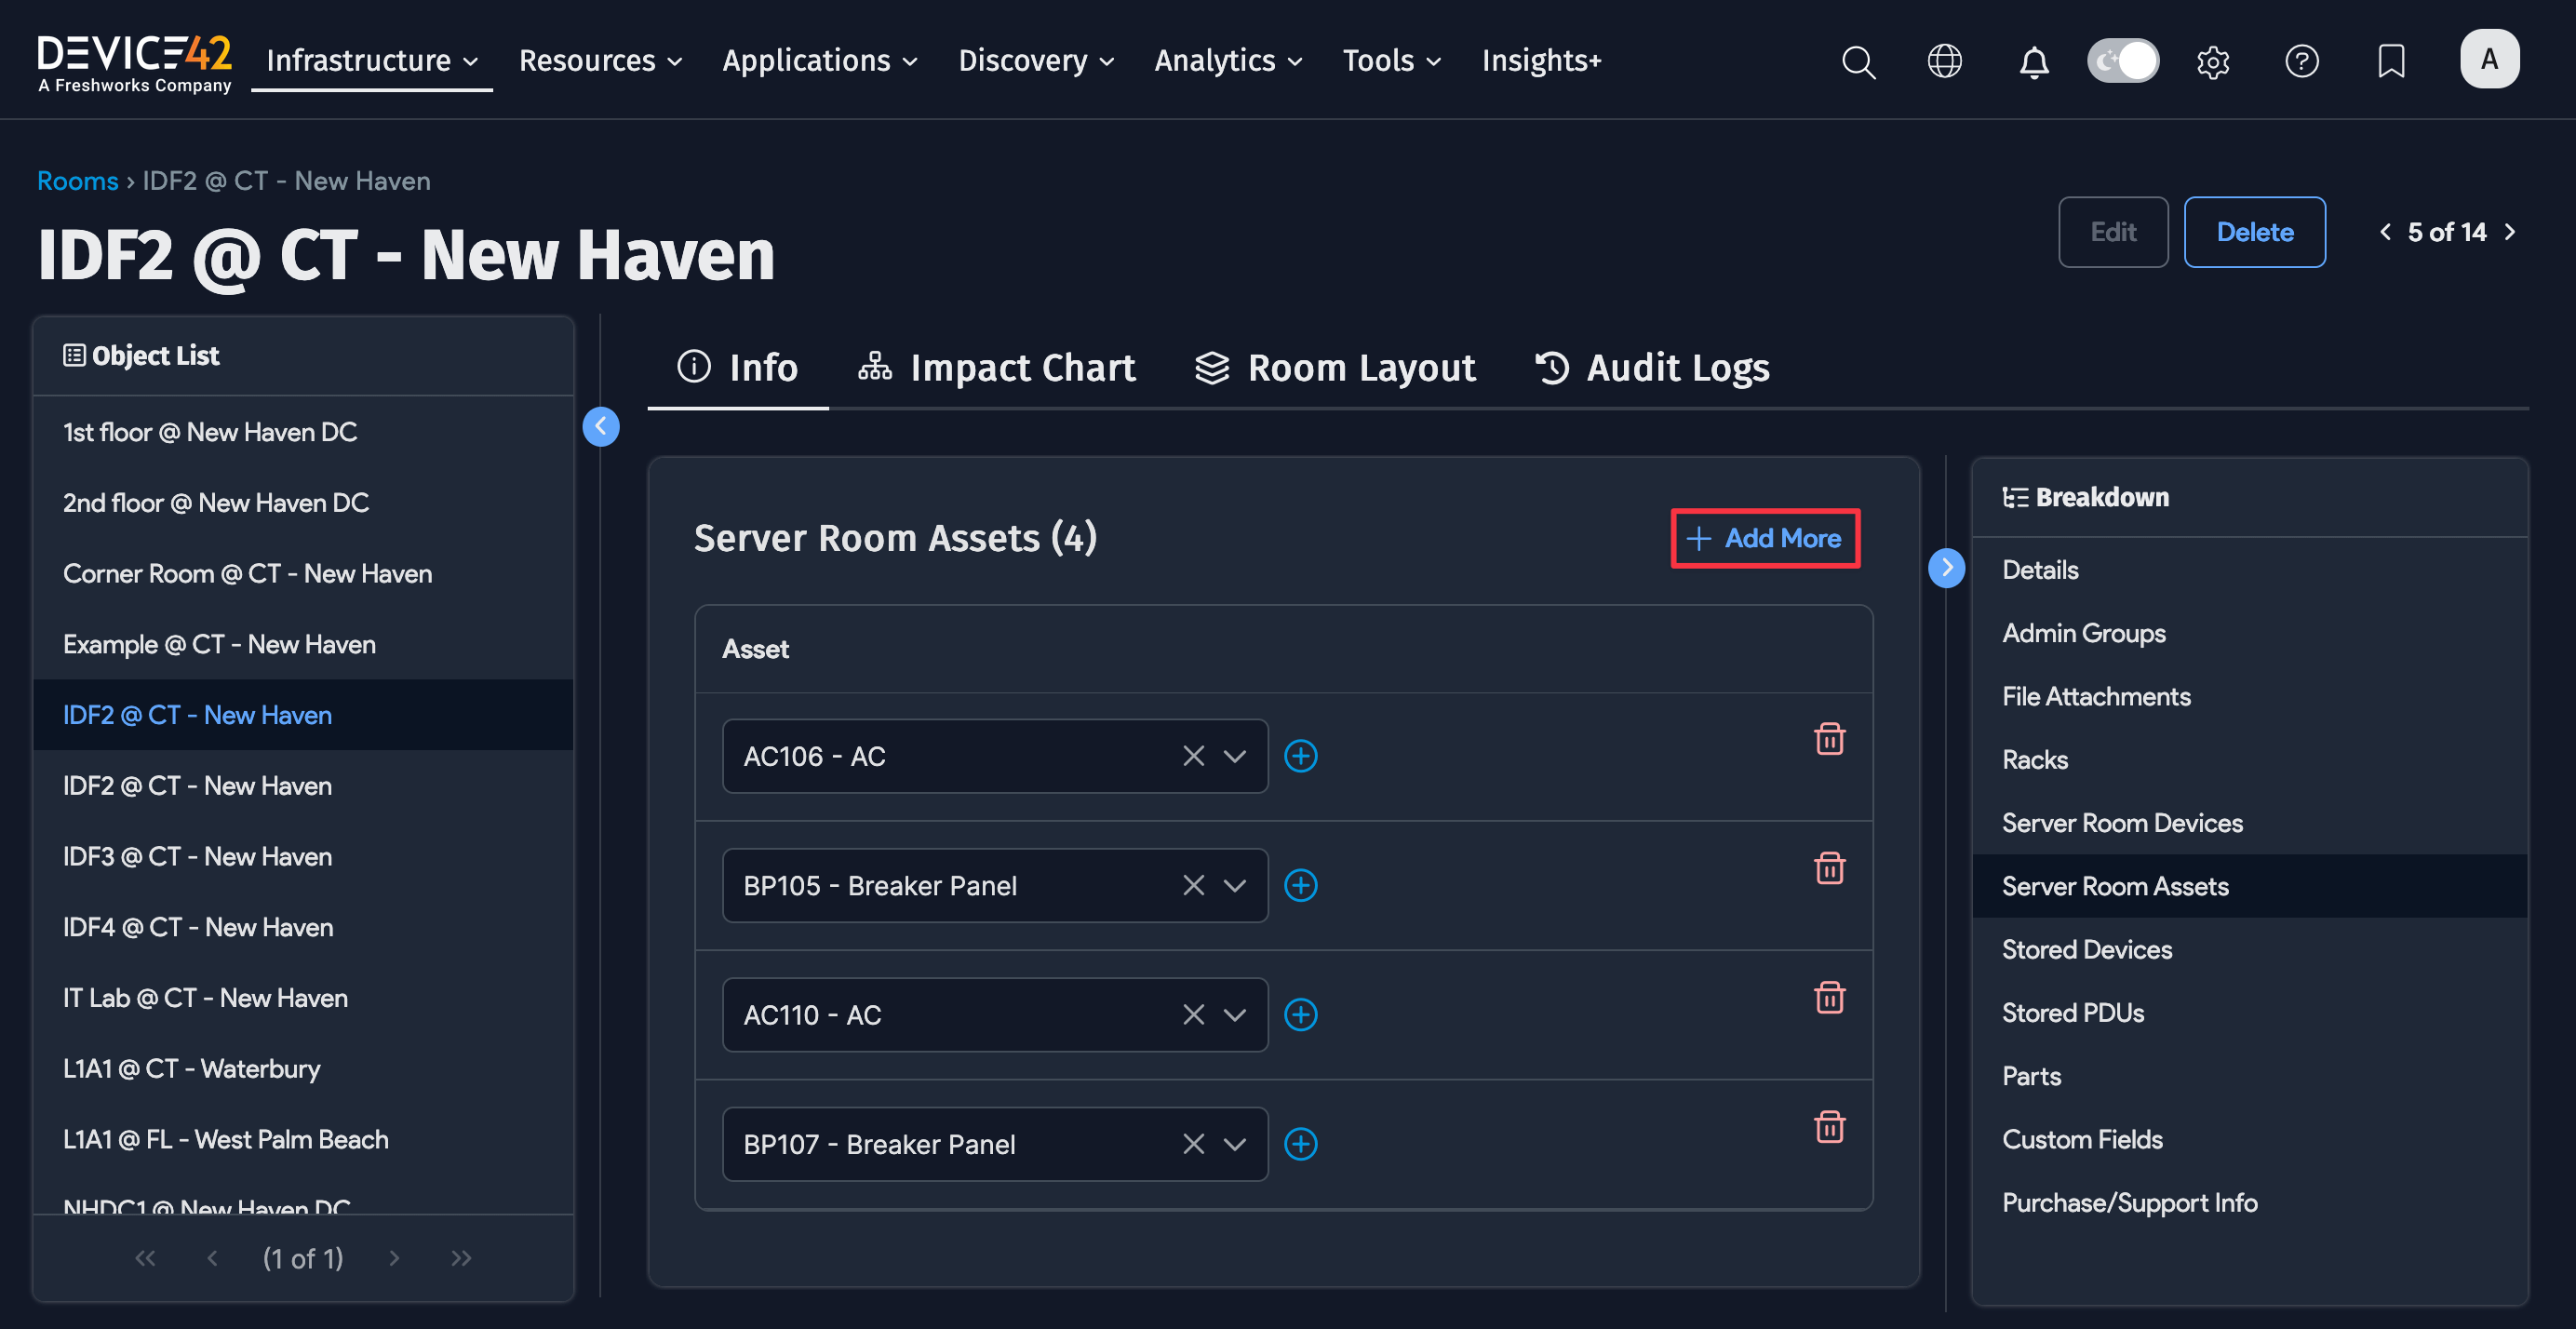 DEVICE42
A Freshworks Company
Infrastructure
Resources
Applications
Discovery
Analytics
Tools
Insights+
A
Rooms › IDF2 @ CT - New Haven
IDF2 @ CT - New Haven
Edit
Delete
5 of 14
Object List
1st floor @ New Haven DC
2nd floor @ New Haven DC
Corner Room @ CT - New Haven
Example @ CT - New Haven
IDF2 @ CT - New Haven
IDF2 @ CT - New Haven
IDF3 @ CT - New Haven
IDF4 @ CT - New Haven
IT Lab @ CT - New Haven
L1A1 @ CT - Waterbury
L1A1 @ FL - West Palm Beach
NHDC1 @ New Haven DC
(1 of 1)
Info
Impact Chart
Room Layout
Audit Logs
Server Room Assets (4)
+ Add More
Asset
AC106 - AC
BP105 - Breaker Panel
AC110 - AC
BP107 - Breaker Panel
Breakdown
Details
Admin Groups
File Attachments
Racks
Server Room Devices
Server Room Assets
Stored Devices
Stored PDUs
Parts
Custom Fields
Purchase/Support Info